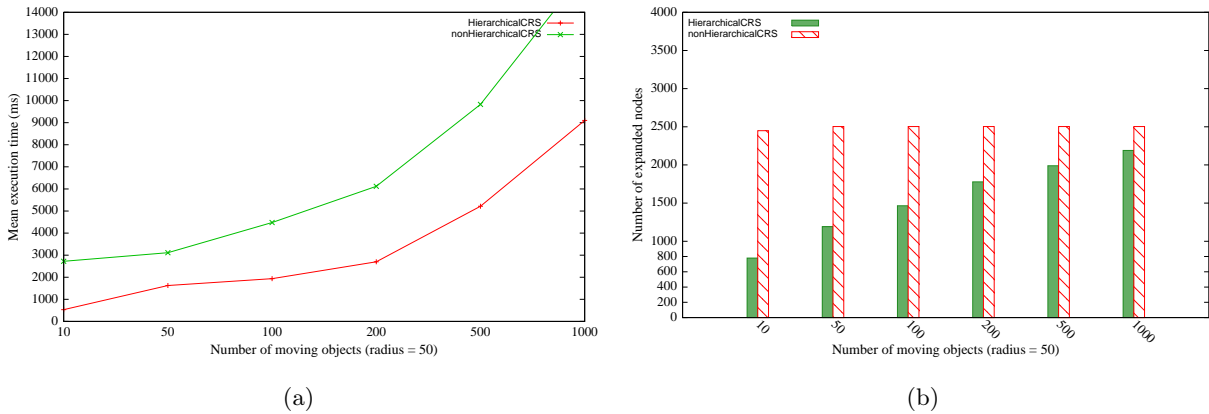 14000
13000
12000
11000
10000
9000
8000
7000
6000
5000
4000
3000
2000
1000
0
Mean execution time (ms)
HierarchicalCRS
nonHierarchicalCRS
10 50 100 200 500 1000
Number of moving objects (radius = 50)
(a)
4000
3500
3000
2500
2000
1500
1000
800
600
400
200
0
Number of expanded nodes
HierarchicalCRS
nonHierarchicalCRS
10 50 100 200 500 1000
Number of moving objects (radius = 50)
(b)